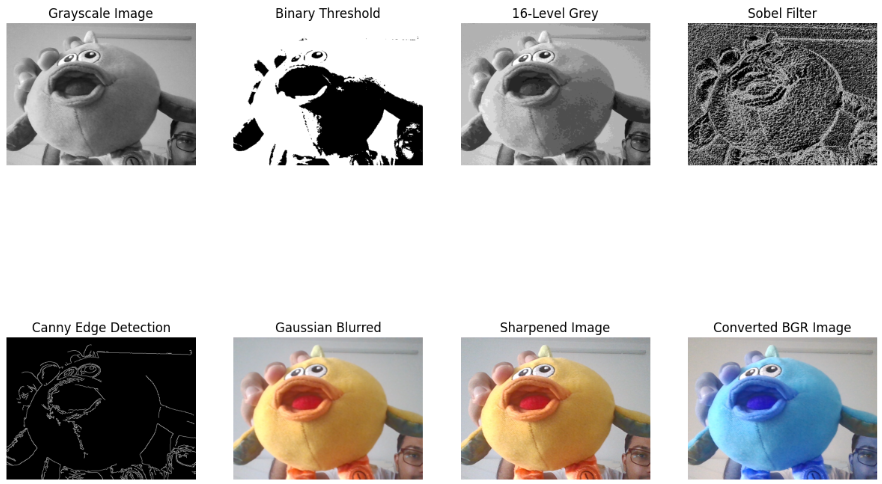 Grayscale Image
Binary Threshold
16-Level Grey
Sobel Filter
Canny Edge Detection
Gaussian Blurred
Sharpened Image
Converted BGR Image